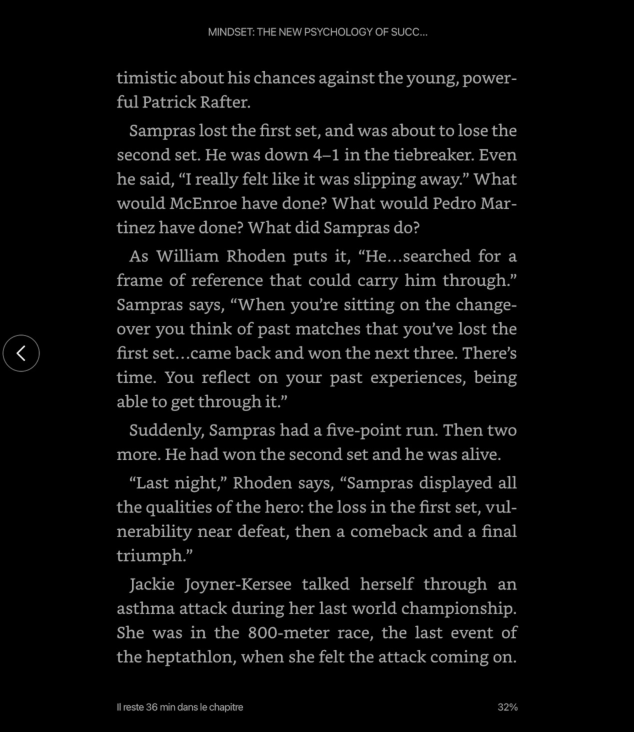 MINDSET: THE NEW PSYCHOLOGY OF SUCC...
timistic about his chances against the young, power-
ful Patrick Rafter.
Sampras lost the first set, and was about to lose the
second set. He was down 4–1 in the tiebreaker. Even
he said, “I really felt like it was slipping away.” What
would McEnroe have done? What would Pedro Mar-
tinez have done? What did Sampras do?
As William Rhoden puts it, “He…searched for a
frame of reference that could carry him through.”
Sampras says, “When you’re sitting on the change-
over you think of past matches that you’ve lost the
first set…came back and won the next three. There’s
time. You reflect on your past experiences, being
able to get through it.”
Suddenly, Sampras had a five-point run. Then two
more. He had won the second set and he was alive.
“Last night,” Rhoden says, “Sampras displayed all
the qualities of the hero: the loss in the first set, vul-
nerability near defeat, then a comeback and a final
triumph.”
Jackie Joyner-Kersee talked herself through an
asthma attack during her last world championship.
She was in the 800-meter race, the last event of
the heptathlon, when she felt the attack coming on.
Il reste 36 min dans le chapitre
32%